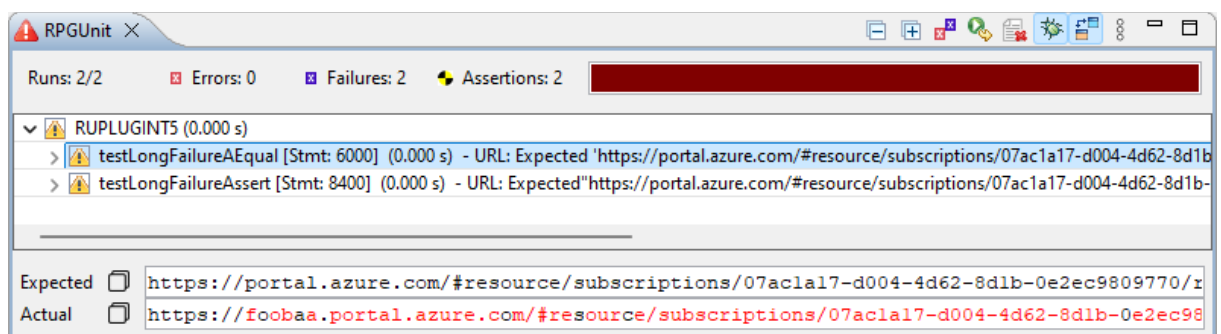 RPGUnit
Runs: 2/2 Errors: 0 Failures: 2 Assertions: 2
RUPLUGINT5 (0.000 s)
testLongFailureAEqual [Stmt: 6000] (0.000 s) - URL: Expected 'https://portal.azure.com/#resource/subscriptions/07ac1a17-d004-4d62-8d1b
testLongFailureAssert [Stmt: 8400] (0.000 s) - URL: Expected"https://portal.azure.com/#resource/subscriptions/07ac1a17-d004-4d62-8d1b-
Expected https://portal.azure.com/#resource/subscriptions/07ac1a17-d004-4d62-8d1b-0e2ec9809770/r
Actual https://foobaa.portal.azure.com/#resource/subscriptions/07ac1a17-d004-4d62-8d1b-0e2ec98